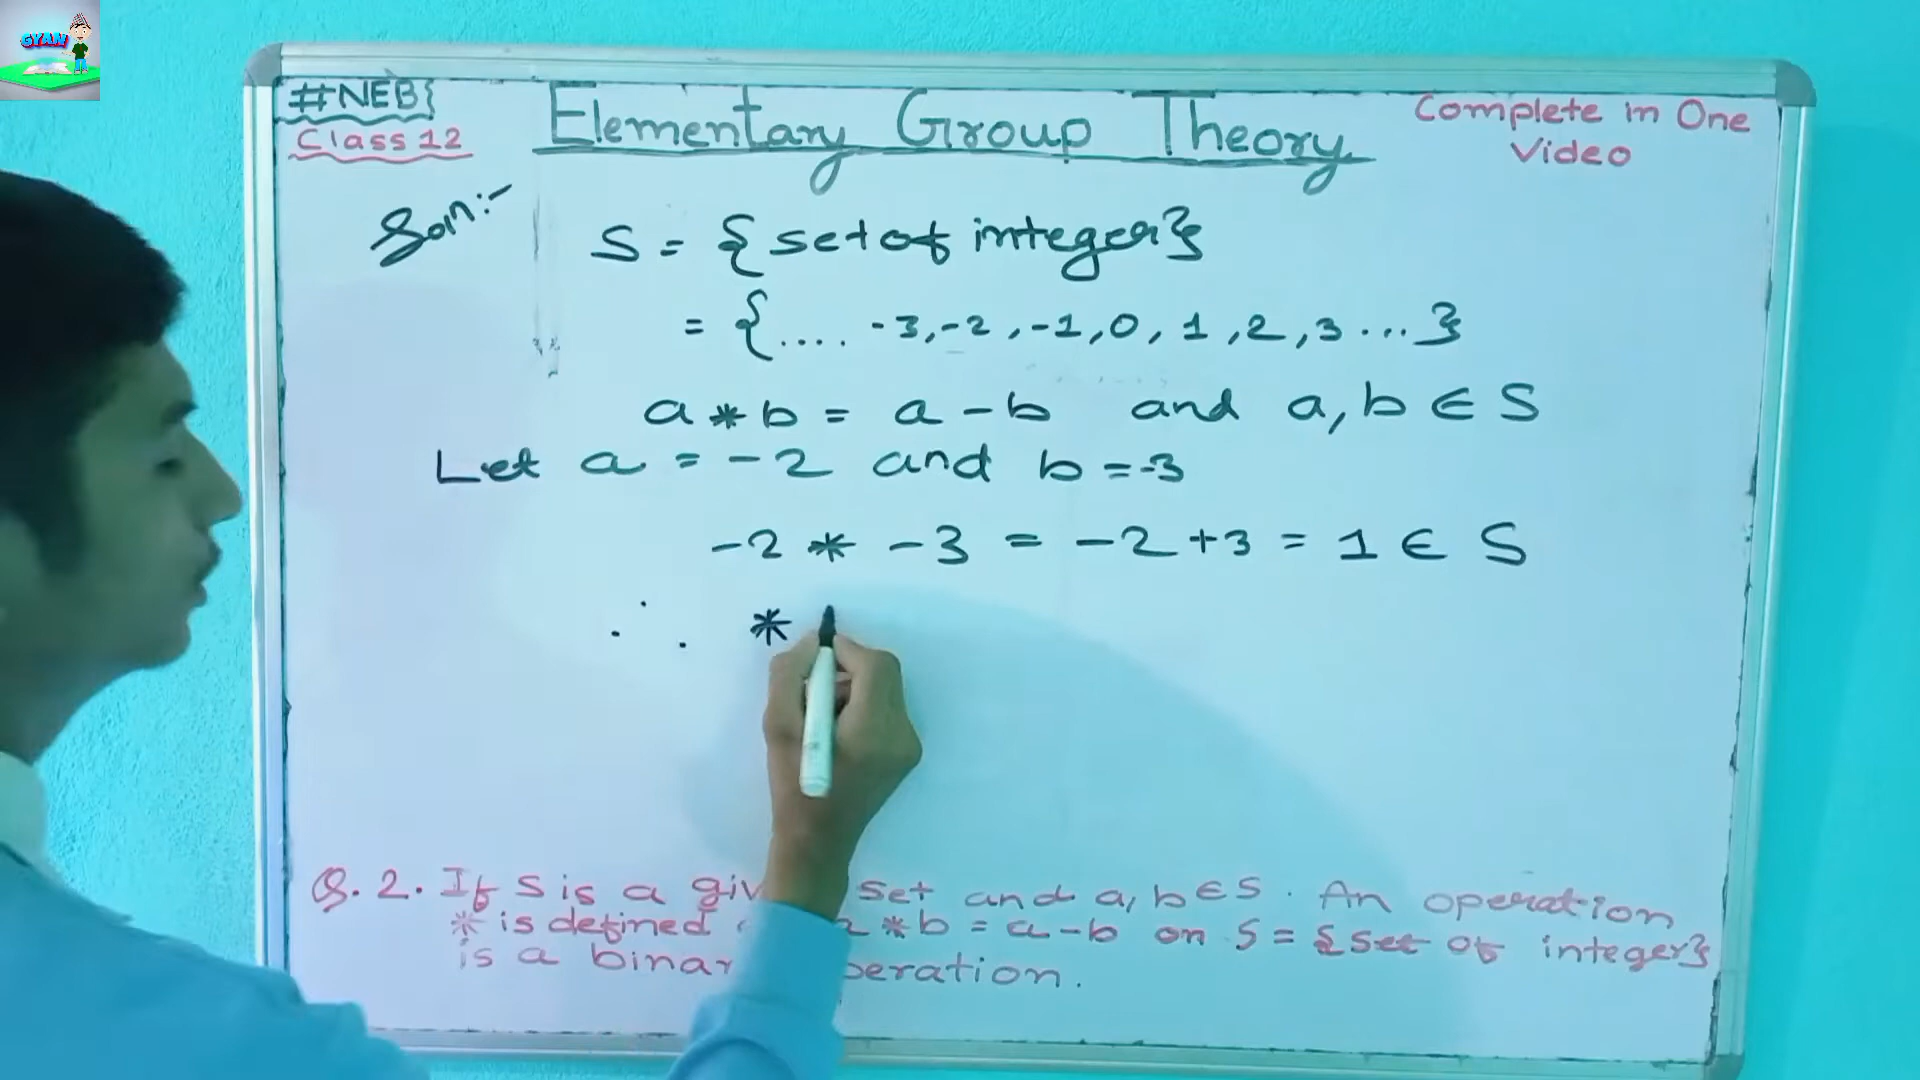 GYAN
#NEB{
Class 12
Elementary Group Theory
Complete in One
Video
Soln:-
S = {set of integer}
= {.... -3,-2,-1,0,1,2,3...}
a * b = a - b and a, b ∈ S
Let a = -2 and b = -3
-2 * -3 = -2 + 3 = 1 ∈ S
∴ *
Q. 2. If S is a giv set and a, b ∈ S. An operation
* is defined * b = a - b on S = {set of integer}
is a binar peration.